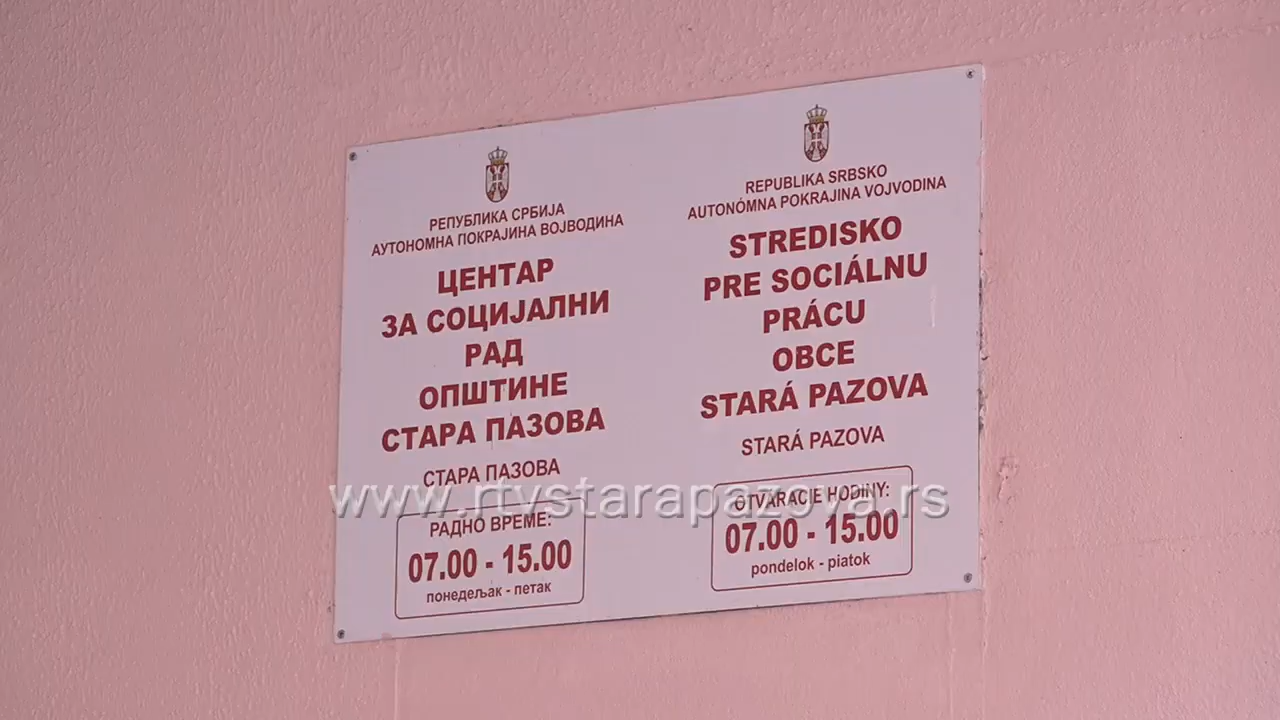 РЕПУБЛИКА СРБИЈА
АУТОНОМНА ПОКРАЈИНА ВОЈВОДИНА
ЦЕНТАР
ЗА СОЦИЈАЛНИ
РАД
ОПШТИНЕ
СТАРА ПАЗОВА
СТАРА ПАЗОВА
РАДНО ВРЕМЕ:
07.00 - 15.00
понедељак - петак
REPUBLIKA SRBSKO
AUTONÓMNA POKRAJINA VOJVODINA
STREDISKO
PRE SOCIÁLNU
PRÁCU
OBCE
STARÁ PAZOVA
STARÁ PAZOVA
OTVARACIE HODINY:
07.00 - 15.00
pondelok - piatok
www.rtvstarapazova.rs